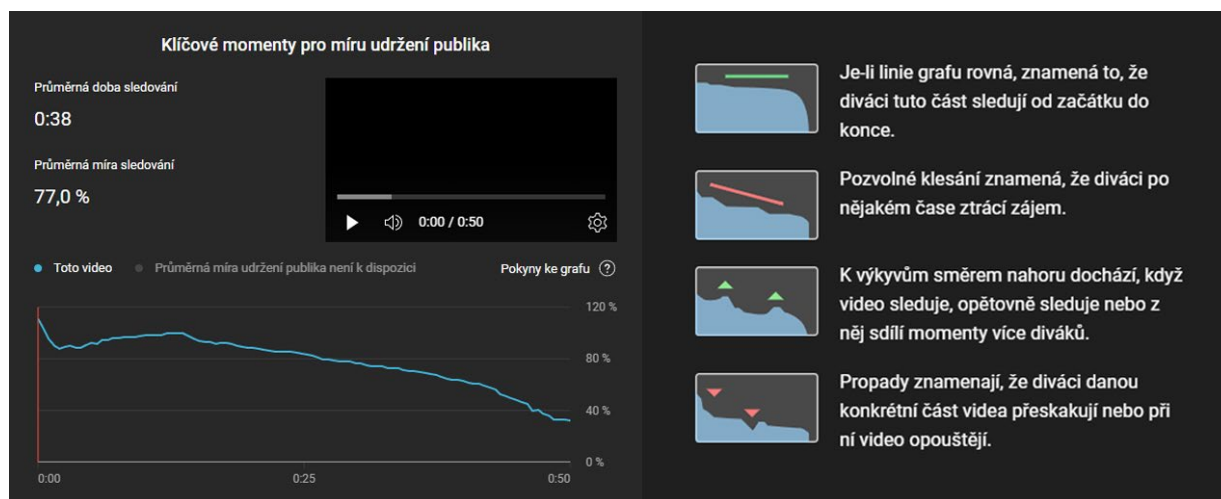 Klíčové momenty pro míru udržení publika
Průměrná doba sledování
0:38
Průměrná míra sledování
77,0 %
0:00 / 0:50
Toto video
Průměrná míra udržení publika není k dispozici
Pokyny ke grafu ?
120 %
80 %
40 %
0 %
0:00
0:25
0:50
Je-li linie grafu rovná, znamená to, že
diváci tuto část sledují od začátku do
konce.
Pozvolné klesání znamená, že diváci po
nějakém čase ztrácí zájem.
K výkyvům směrem nahoru dochází, když
video sleduje, opětovně sleduje nebo z
něj sdílí momenty více diváků.
Propady znamenají, že diváci danou
konkrétní část videa přeskakují nebo při
ní video opouštějí.